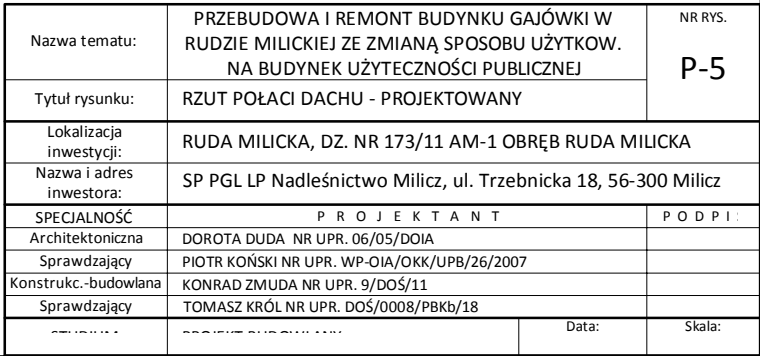 Nazwa tematu:
PRZEBUDOWA I REMONT BUDYNKU GAJÓWKI W
RUDZIE MILICKIEJ ZE ZMIANĄ SPOSOBU UŻYTKOW.
NA BUDYNEK UŻYTECZNOŚCI PUBLICZNEJ
NR RYS.
P-5
Tytuł rysunku:
RZUT POŁACI DACHU - PROJEKTOWANY
Lokalizacja
inwestycji:
RUDA MILICKA, DZ. NR 173/11 AM-1 OBRĘB RUDA MILICKA
Nazwa i adres
inwestora:
SP PGL LP Nadleśnictwo Milicz, ul. Trzebnicka 18, 56-300 Milicz
SPECJALNOŚĆ P R O J E K T A N T P O D P I
Architektoniczna DOROTA DUDA NR UPR. 06/05/DOIA
Sprawdzający PIOTR KOŃSKI NR UPR. WP-OIA/OKK/UPB/26/2007
Konstrukc.-budowlana KONRAD ZMUDA NR UPR. 9/DOŚ/11
Sprawdzający TOMASZ KRÓL NR UPR. DOŚ/0008/PBKb/18
Data: Skala: